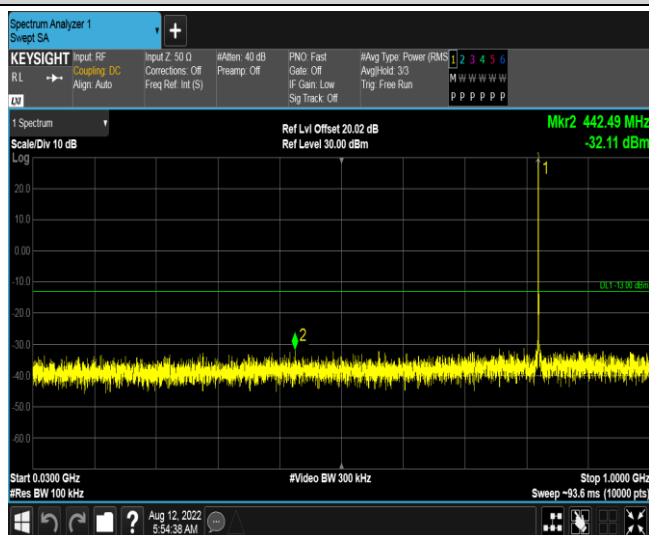 Spectrum Analyzer 1
Swept SA
+
KEYSIGHT
RL
LXI
Input: RF
Coupling: DC
Align: Auto
Input Z: 50 Ω
Corrections: Off
Freq Ref: Int (S)
#Atten: 40 dB
Preamp: Off
PNO: Fast
Gate: Off
IF Gain: Low
Sig Track: Off
#Avg Type: Power (RMS
Avg|Hold: 3/3
Trig: Free Run
1 2 3 4 5 6
M W W W W W
P P P P P P
1 Spectrum
Scale/Div 10 dB
Log
Ref Lvl Offset 20.02 dB
Ref Level 30.00 dBm
Mkr2 442.49 MHz
-32.11 dBm
1
20.0
10.0
0.00
-10.0
DL1 -13.00 dBm
-20.0
-30.0
2
-40.0
-50.0
-60.0
Start 0.0300 GHz
#Res BW 100 kHz
#Video BW 300 kHz
Stop 1.0000 GHz
Sweep ~93.6 ms (10000 pts)
?
Aug 12, 2022
5:54:38 AM